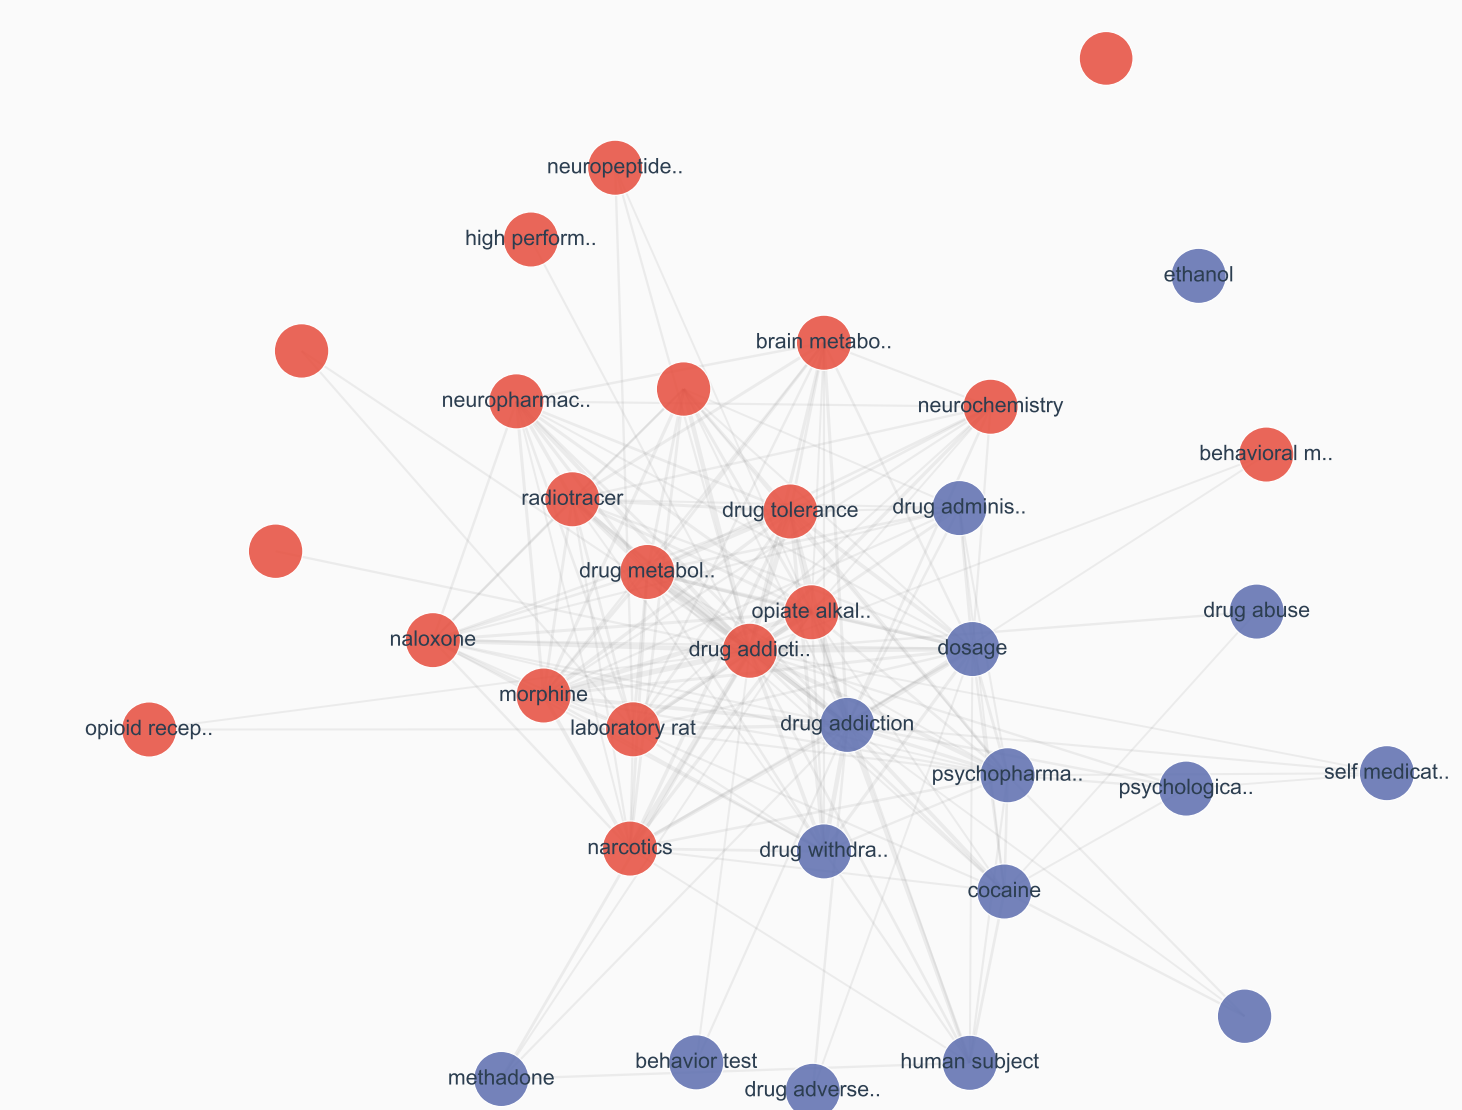 neuropeptide..
high perform..
ethanol
brain metabo..
neuropharmac..
neurochemistry
behavioral m..
radiotracer
drug tolerance
drug adminis..
drug metabol..
opiate alkal..
drug abuse
naloxone
drug addicti..
dosage
morphine
opioid recep..
laboratory rat
drug addiction
psychopharma..
psychologica..
self medicat..
narcotics
drug withdra..
cocaine
methadone
behavior test
drug adverse..
human subject